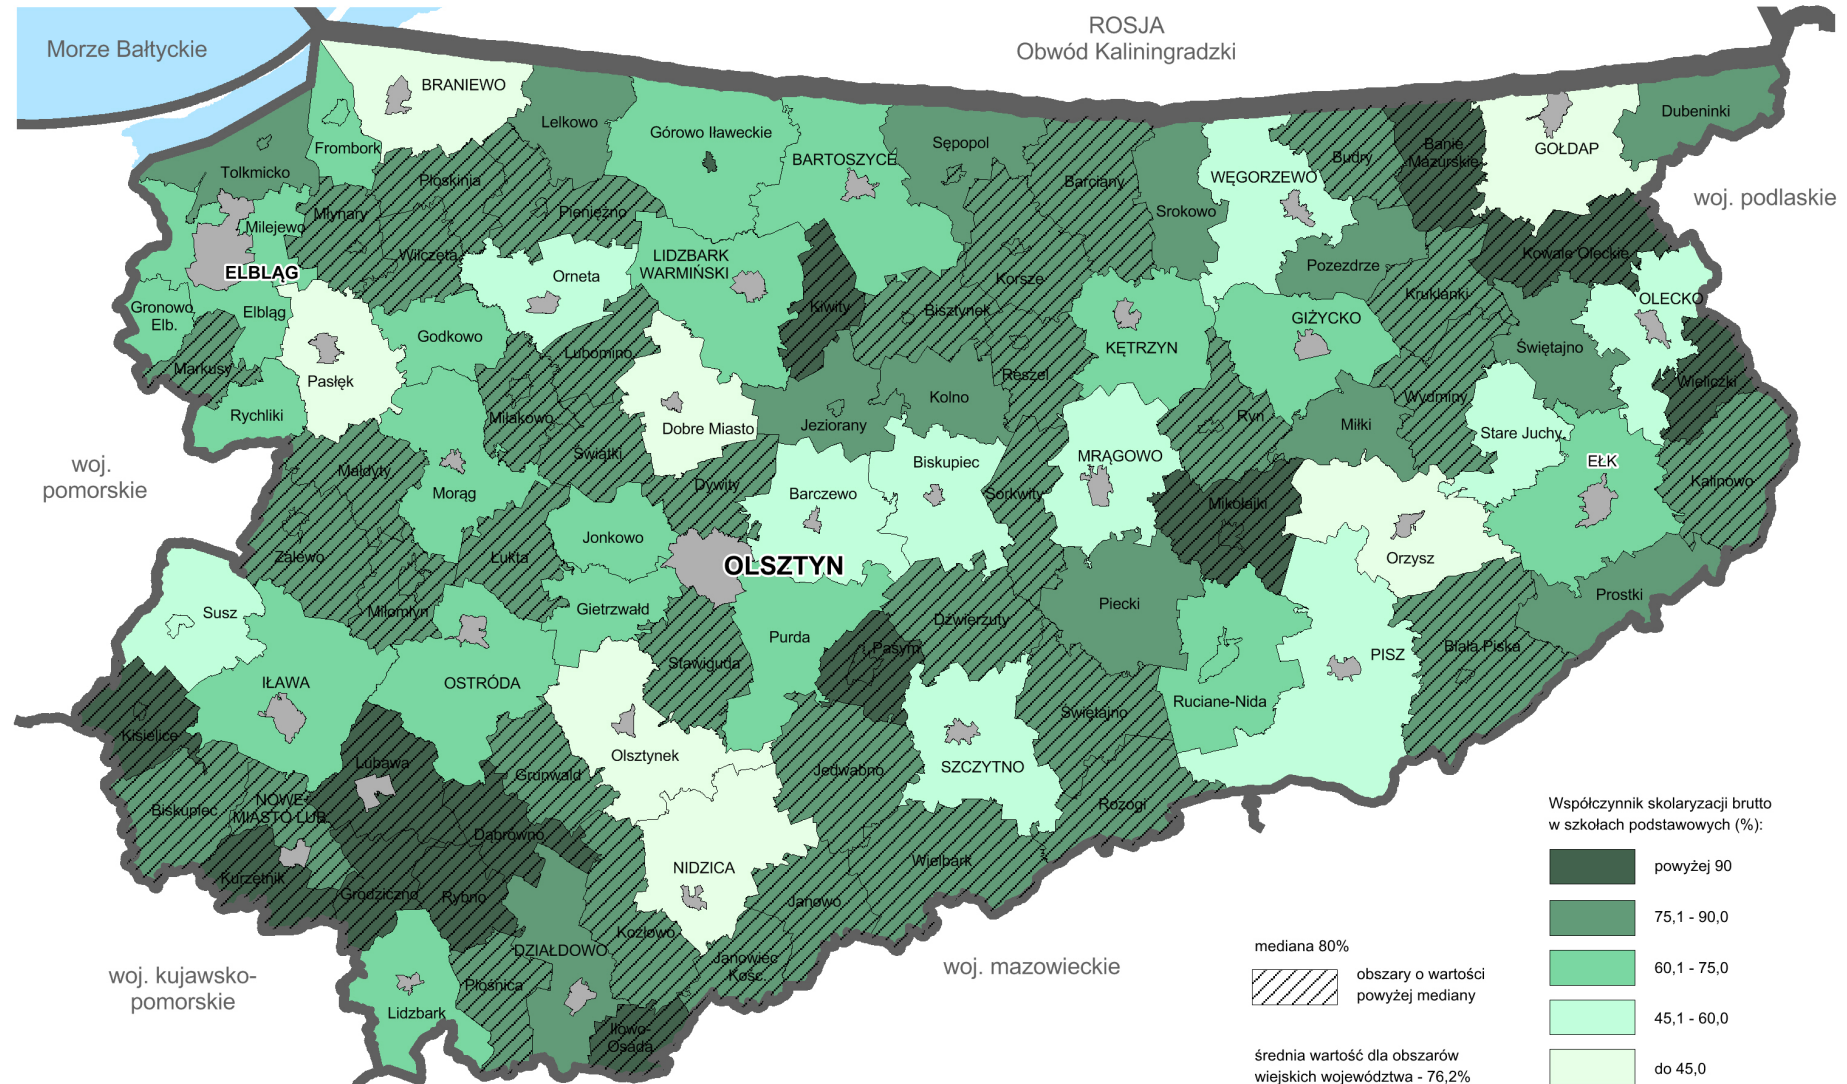 Morze Bałtyckie
ROSJA
Obwód Kaliningradzki
BRANIEWO
Lelkowo
Frombork
Górowo Iławeckie
BARTOSZYCE
Sępopol
Barciany
Srokowo
WĘGORZEWO
Budry
Banie
Mazurskie
GOŁDAP
Dubeninki
woj. podlaskie
Tolkmicko
Płoskinia
Młynary
Pieniężno
Milejewo
Wilczęta
ELBLĄG
Orneta
LIDZBARK
WARMIŃSKI
Kiwity
Bisztynek
Korsze
Pozezdrze
Kruklanki
Kowale Oleckie
OLECKO
Gronowo
Elb.
Elbląg
Godkowo
Lubomino
KĘTRZYN
GIŻYCKO
Świętajno
Wieliczki
Markusy
Pasłęk
Rychliki
Miłakowo
Dobre Miasto
Jeziorany
Kolno
Reszel
Ryn
Miłki
Wydminy
Stare Juchy
EŁK
Kalinowo
woj.
pomorskie
Małdyty
Morąg
Świątki
Dywity
Barczewo
Biskupiec
Sorkwity
MRĄGOWO
Mikołajki
Orzysz
Zalewo
Łukta
Jonkowo
OLSZTYN
Susz
Miłomłyn
Gietrzwałd
Purda
Dźwierzuty
Piecki
Prostki
Stawiguda
Pasym
PISZ
Biała Piska
IŁAWA
OSTRÓDA
Ruciane-Nida
Kisielice
Świętajno
Lubawa
Grunwald
Olsztynek
Jedwabno
SZCZYTNO
Rozogi
Biskupiec
NOWE
MIASTO LUB.
Dąbrówno
NIDZICA
Wielbark
Kurzętnik
Grodziczno
Rybno
Janowo
Kozłowo
DZIAŁDOWO
Janowiec
Kośc.
woj. kujawsko-
pomorskie
Płośnica
Lidzbark
Iłowo-
Osada
woj. mazowieckie
mediana 80%
obszary o wartości
powyżej mediany
średnia wartość dla obszarów
wiejskich województwa - 76,2%
Współczynnik skolaryzacji brutto
w szkołach podstawowych (%):
powyżej 90
75,1 - 90,0
60,1 - 75,0
45,1 - 60,0
do 45,0